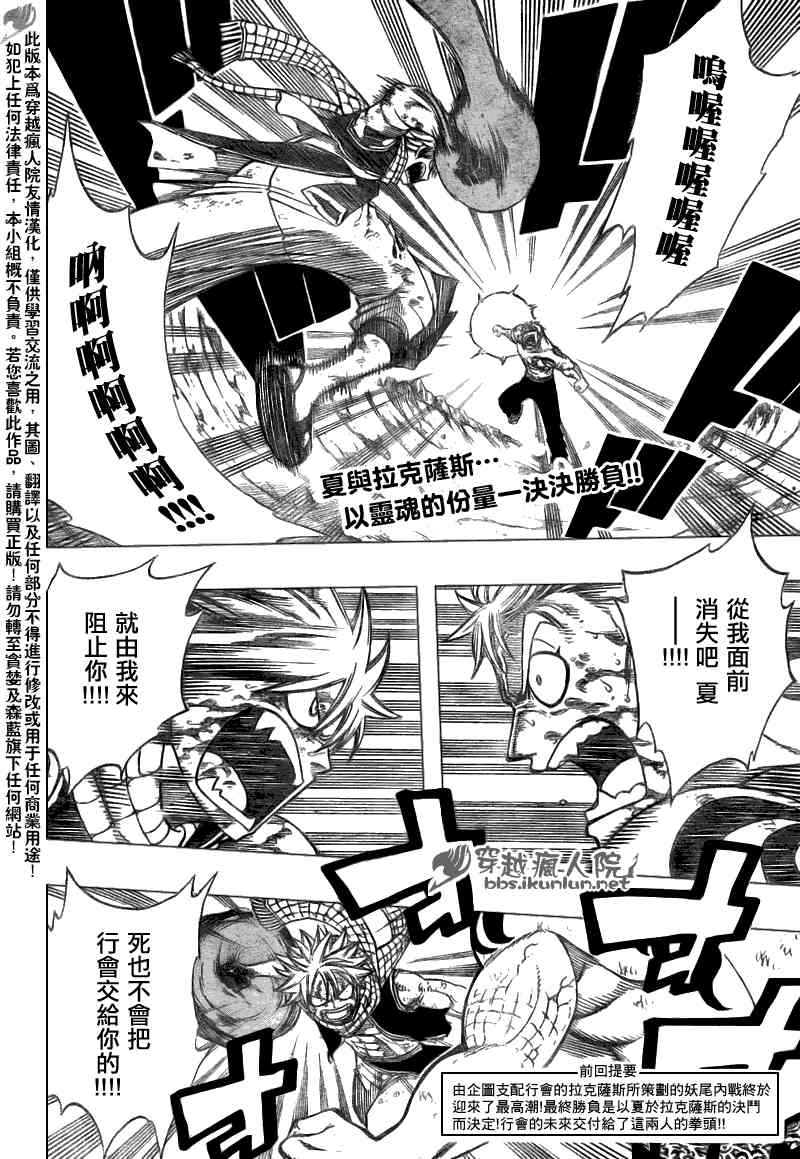 嗚喔喔喔喔喔
吶啊啊啊啊啊!!!!
夏與拉克薩斯…
以靈魂的份量一決決勝負!!
從我面前
消失吧 夏
——!!!!
就由我來
阻止你!!!!
死也不會把
行會交給你
的!!!!
前回提要
由企圖支配行會的拉克薩斯所策劃的妖尾內戰終於
迎來了最高潮!最終勝負是以夏於拉克薩斯的決鬥
而決定!行會的未來交付給了這兩人的拳頭!!
穿越瘋人院
bbs.ikunlun.net
此版本爲穿越瘋人院友情漢化，僅供學習交流之用，其圖、翻譯以及任何部分不得進行修改或用于任何商業用途！
如犯上任何法律責任，本小組概不負責。若您喜歡此作品，請購買正版！請勿轉至貪婪及森藍旗下任何網站！